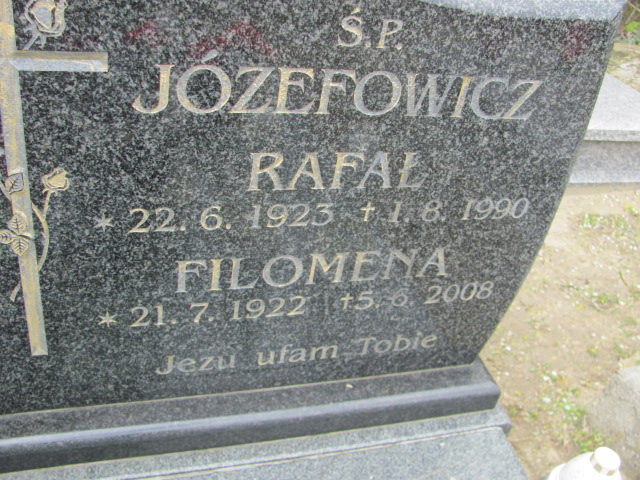 Ś.P.
JÓZEFOWICZ
RAFAŁ
* 22. 6. 1923 † 1. 8. 1990
FILOMENA
* 21. 7. 1922 † 5. 6. 2008
Jezu ufam Tobie